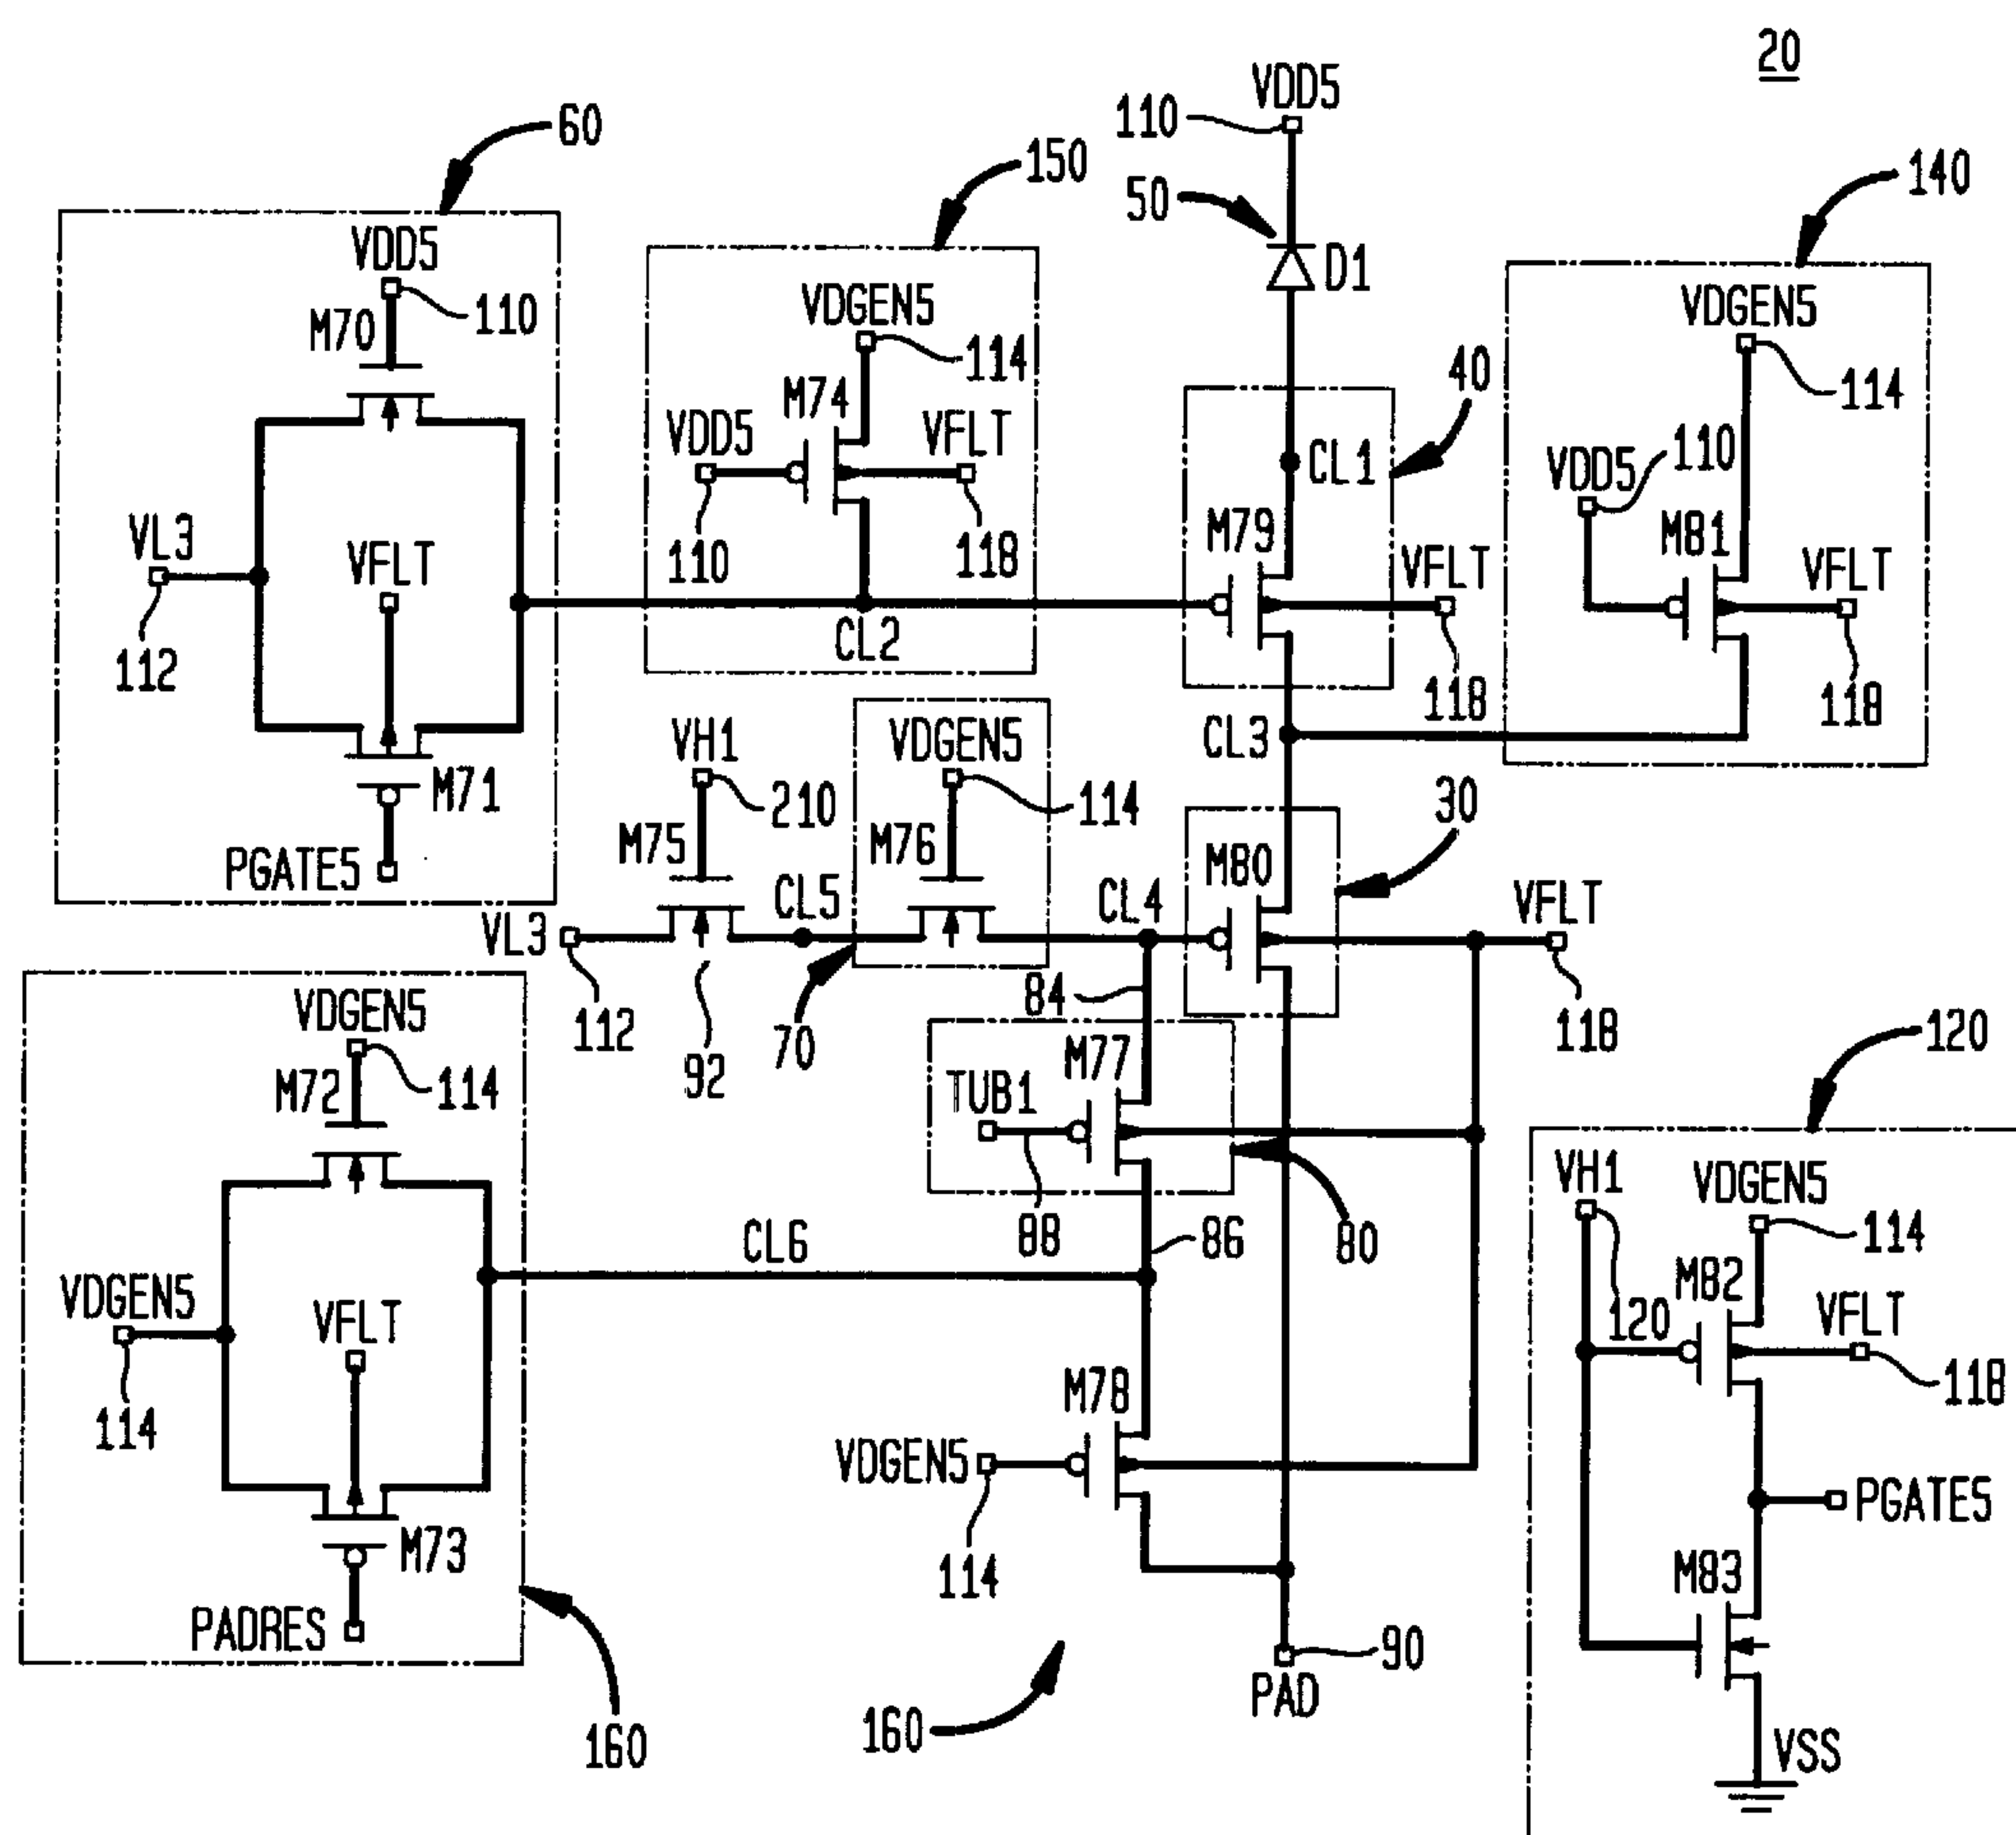 20
VDD5
110
60
150
50
D1
140
VDD5
M70
110
VDGEN5
114
M74
VDD5
VFLT
110
118
40
CL1
VDGEN5
114
VDD5
110
M81
VFLT
118
VL3
112
VFLT
M79
VFLT
118
CL2
M71
PGATE5
CL3
VH1
210
M75
VDGEN5
114
M76
30
M80
CL5
CL4
VL3
112
92
70
84
VFLT
118
VDGEN5
114
M72
M77
TUB1
88
86
80
120
CL6
VH1
120
VDGEN5
114
M82
VFLT
118
VDGEN5
114
VFLT
M78
VDGEN5
114
PGATE5
M73
PADRES
160
M83
90
PAD
160
VSS